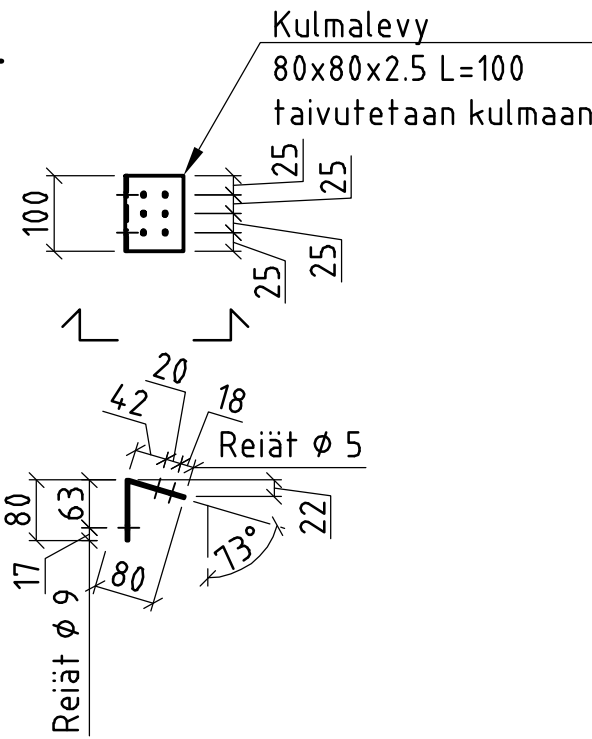 Kulmalevy
80x80x2.5 L=100
taivutetaan kulmaan
25
25
100
25
25
20
42
18
Reiät ϕ 5
80
63
22
73°
17
80
Reiät ϕ 9